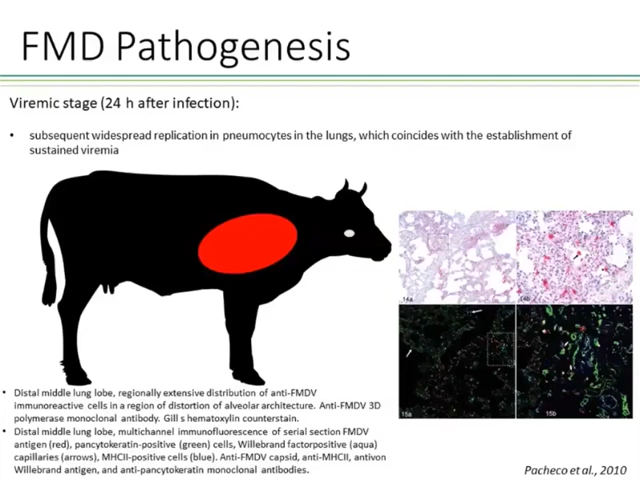 FMD Pathogenesis
Viremic stage (24 h after infection):
• subsequent widespread replication in pneumocytes in the lungs, which coincides with the establishment of
sustained viremia
14a
14b
15a
15b
• Distal middle lung lobe, regionally extensive distribution of anti-FMDV
immunoreactive cells in a region of distortion of alveolar architecture. Anti-FMDV 3D
polymerase monoclonal antibody. Gill s hematoxylin counterstain.
• Distal middle lung lobe, multichannel immunofluorescence of serial section FMDV
antigen (red), pancytokeratin-positive (green) cells, Willebrand factorpositive (aqua)
capillaries (arrows), MHCII-positive cells (blue). Anti-FMDV capsid, anti-MHCII, antivon
Willebrand antigen, and anti-pancytokeratin monoclonal antibodies.
Pacheco et al., 2010